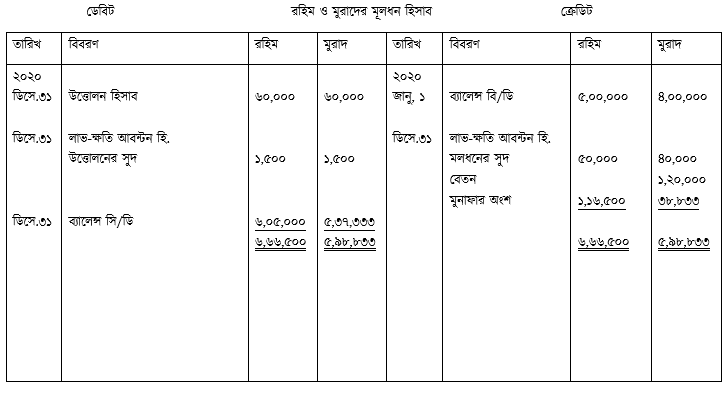 ডেবিট রহিম ও মুরাদের মূলধন হিসাব ক্রেডিট
তারিখ বিবরণ রহিম মুরাদ তারিখ বিবরণ রহিম মুরাদ
২০২০ ২০২০
ডিসে.৩১ উত্তোলন হিসাব ৬০,০০০ ৬০,০০০ জানু, ১ ব্যালেন্স বি/ডি ৫,০০,০০০ ৪,০০,০০০
ডিসে.৩১ লাভ-ক্ষতি আবন্টন হি. ডিসে.৩১ লাভ-ক্ষতি আবন্টন হি.
উত্তোলনের সুদ ১,৫০০ ১,৫০০ মলধনের সুদ ৫০,০০০ ৪০,০০০
বেতন ১,২০,০০০
মুনাফার অংশ ১,১৬,৫০০ ৩৮,৮৩৩
ডিসে.৩১ ব্যালেন্স সি/ডি ৬,০৫,০০০ ৫,৩৭,৩৩৩
৬,৬৬,৫০০ ৫,৯৮,৮৩৩ ৬,৬৬,৫০০ ৫,৯৮,৮৩৩